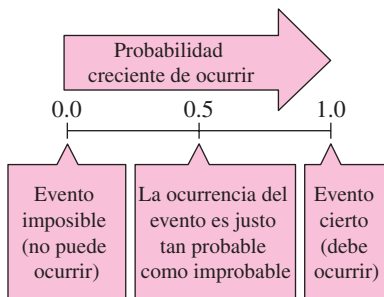 Probabilidad
creciente de ocurrir
0.0
0.5
1.0
Evento
imposible
(no puede
ocurrir)
La ocurrencia del
evento es justo
tan probable
como improbable
Evento
cierto
(debe
ocurrir)